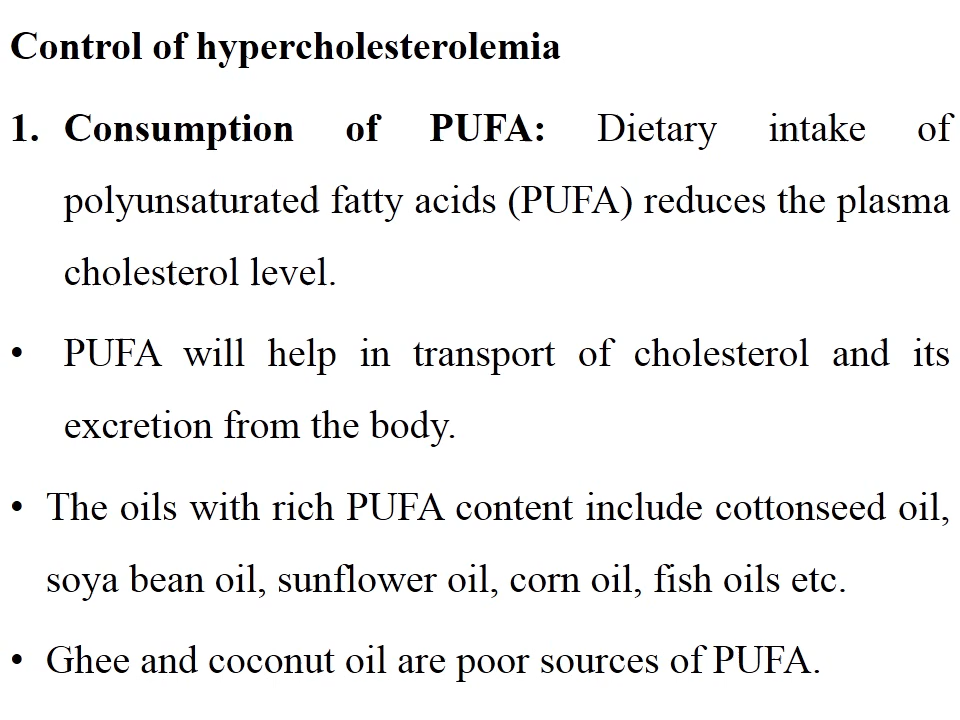 Control of hypercholesterolemia
1. Consumption of PUFA: Dietary intake of
polyunsaturated fatty acids (PUFA) reduces the plasma
cholesterol level.
• PUFA will help in transport of cholesterol and its
excretion from the body.
• The oils with rich PUFA content include cottonseed oil,
soya bean oil, sunflower oil, corn oil, fish oils etc.
• Ghee and coconut oil are poor sources of PUFA.